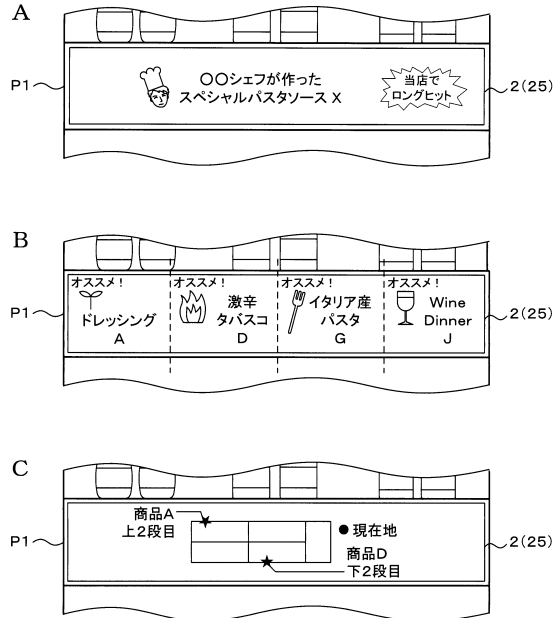 A
P1
〇〇シェフが作った
スペシャルパスタソース X
当店で
ロングヒット
2(25)
B
P1
オススメ!
ドレッシング
A
オススメ!
激辛
タバスコ
D
オススメ!
イタリア産
パスタ
G
オススメ!
Wine
Dinner
J
2(25)
C
P1
商品A
上2段目
●現在地
商品D
下2段目
2(25)